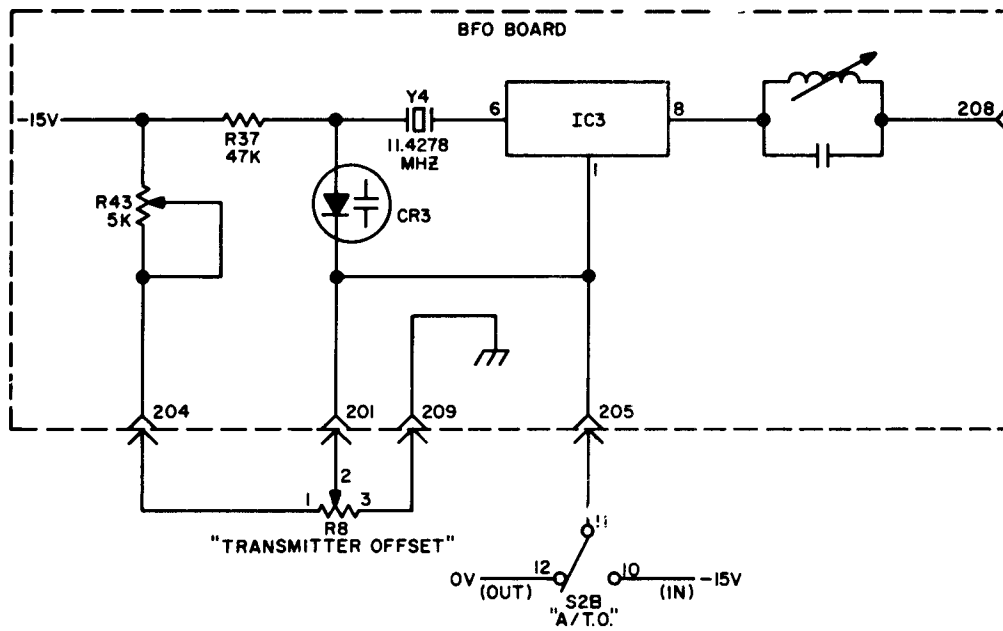 BFO BOARD
-15V
R37
47K
Y4
11.4278
MHZ
6
IC3
8
1
208
R43
5K
CR3
204
201
209
205
1
2
3
R8
"TRANSMITTER OFFSET"
11
0V
(OUT)
12
10
(IN)
-15V
S2B
"A/T.O."